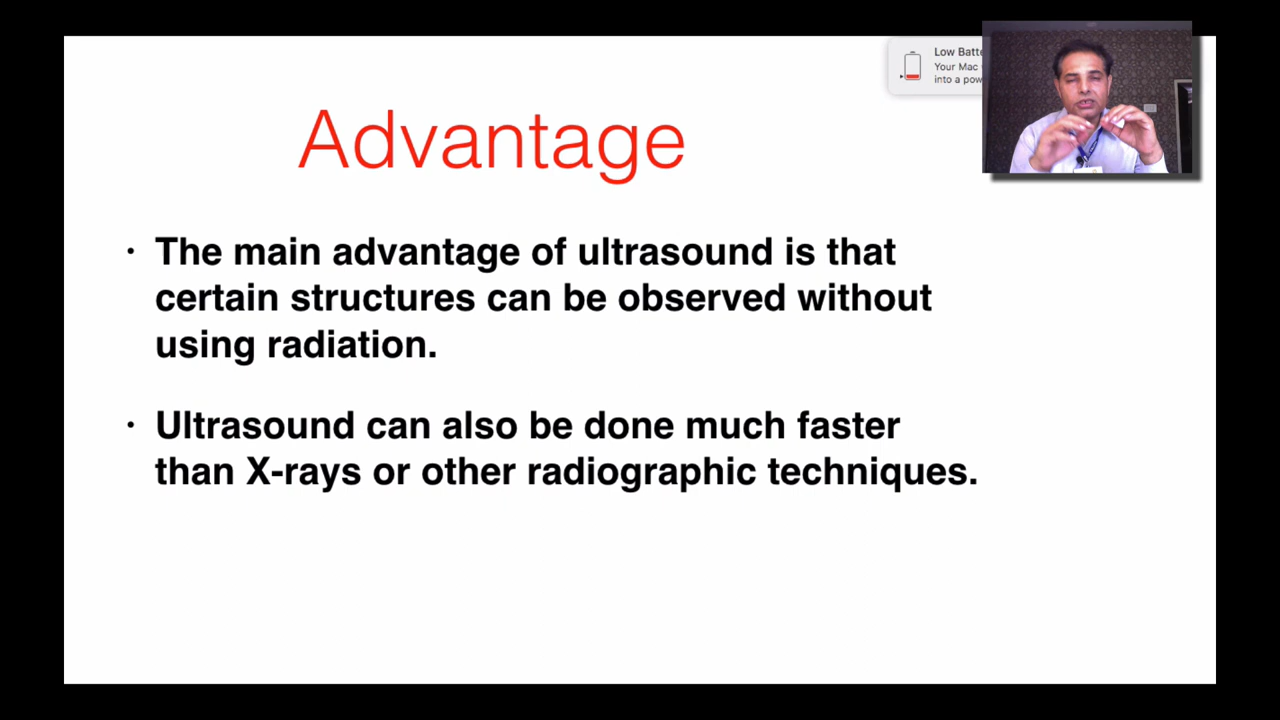 Low Batte
Your Mac
into a pow
Advantage
• The main advantage of ultrasound is that
certain structures can be observed without
using radiation.
• Ultrasound can also be done much faster
than X-rays or other radiographic techniques.